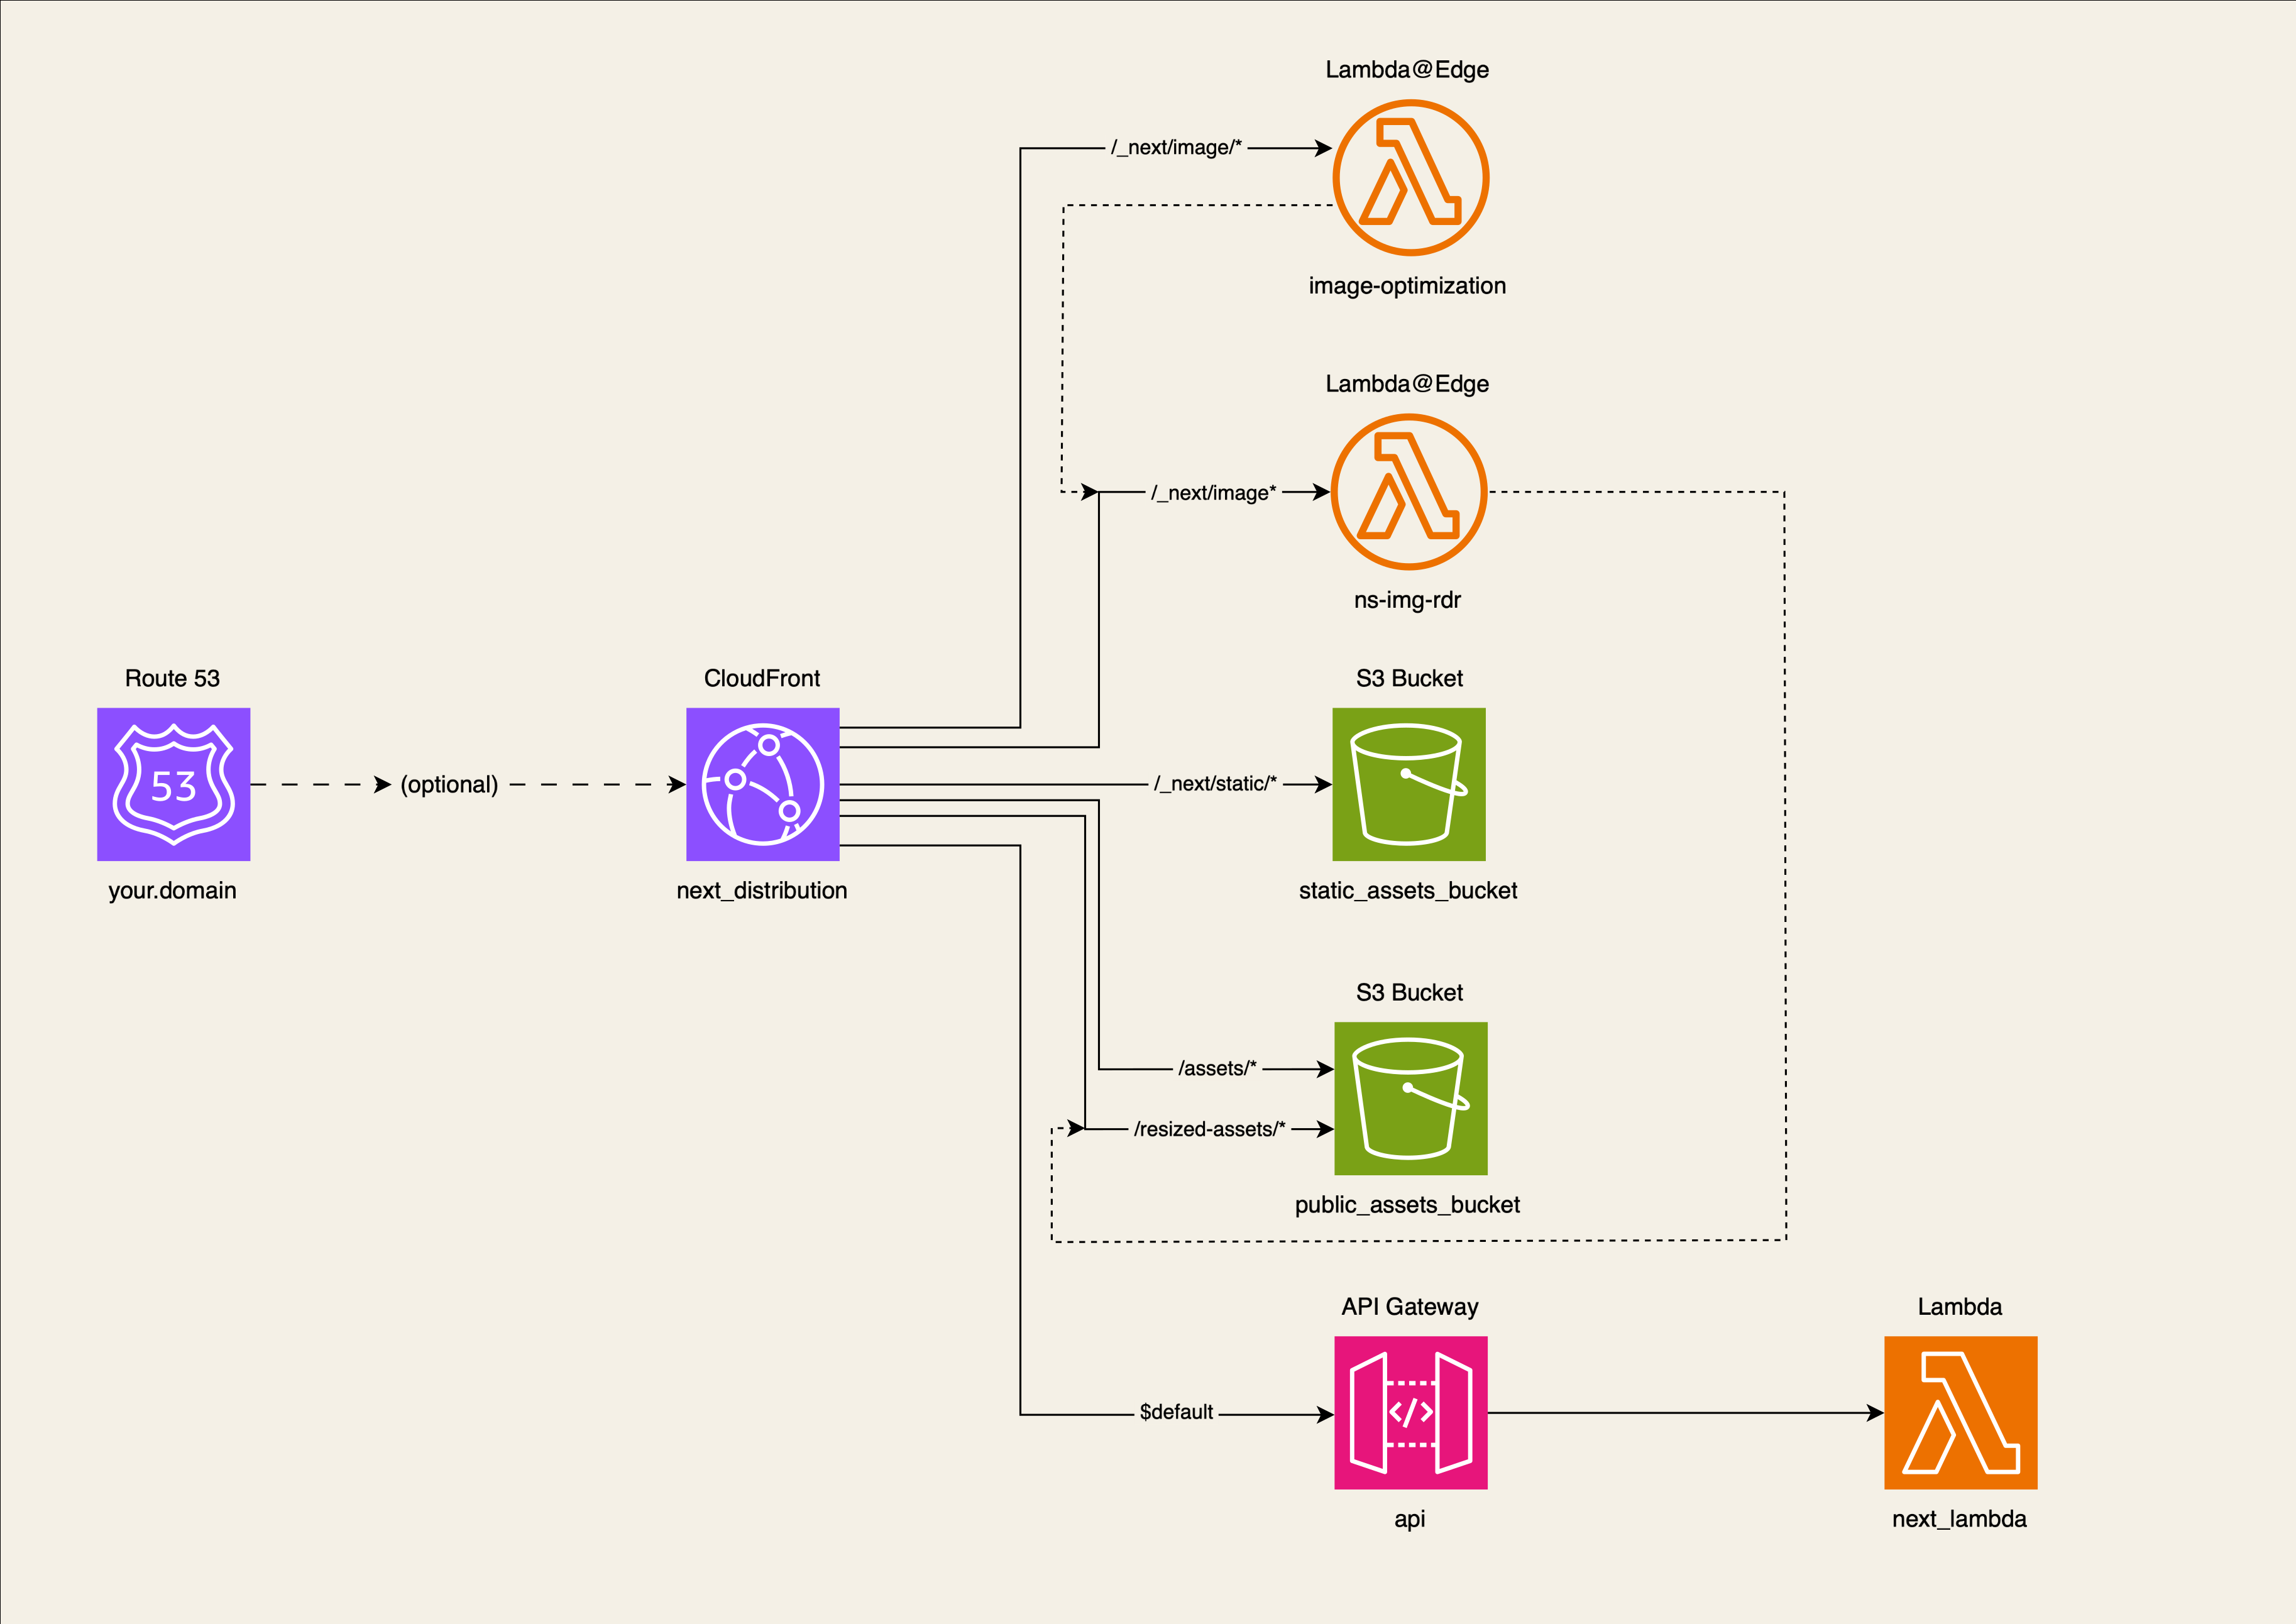 Lambda@Edge
/_next/image/*
image-optimization
Lambda@Edge
/_next/image*
ns-img-rdr
Route 53
53
your.domain
(optional)
CloudFront
next_distribution
S3 Bucket
/_next/static/*
static_assets_bucket
S3 Bucket
/assets/*
/resized-assets/*
public_assets_bucket
API Gateway
$default
</>
api
Lambda
next_lambda